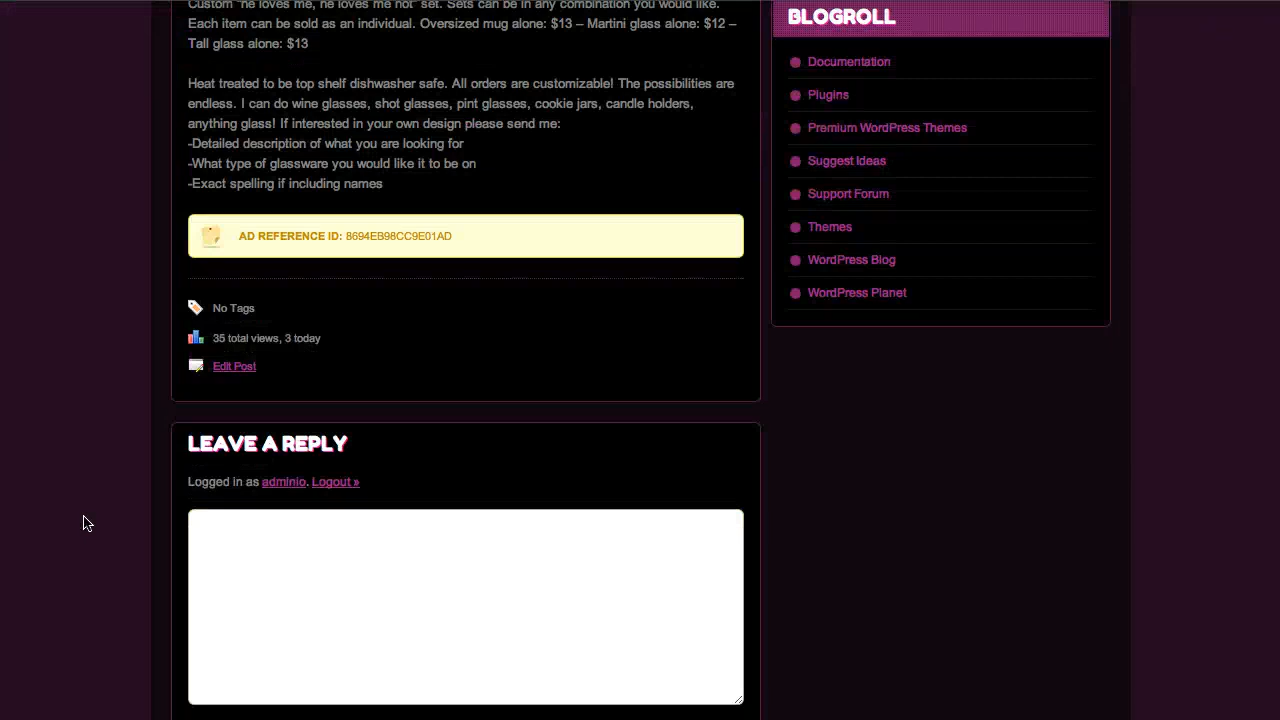 Custom "he loves me, he loves me not" set. Sets can be in any combination you would like.
Each item can be sold as an individual. Oversized mug alone: $13 – Martini glass alone: $12 –
Tall glass alone: $13
Heat treated to be top shelf dishwasher safe. All orders are customizable! The possibilities are
endless. I can do wine glasses, shot glasses, pint glasses, cookie jars, candle holders,
anything glass! If interested in your own design please send me:
-Detailed description of what you are looking for
-What type of glassware you would like it to be on
-Exact spelling if including names
AD REFERENCE ID: 8694EB98CC9E01AD
No Tags
35 total views, 3 today
Edit Post
LEAVE A REPLY
Logged in as adminio. Logout »
BLOGROLL
Documentation
Plugins
Premium WordPress Themes
Suggest Ideas
Support Forum
Themes
WordPress Blog
WordPress Planet